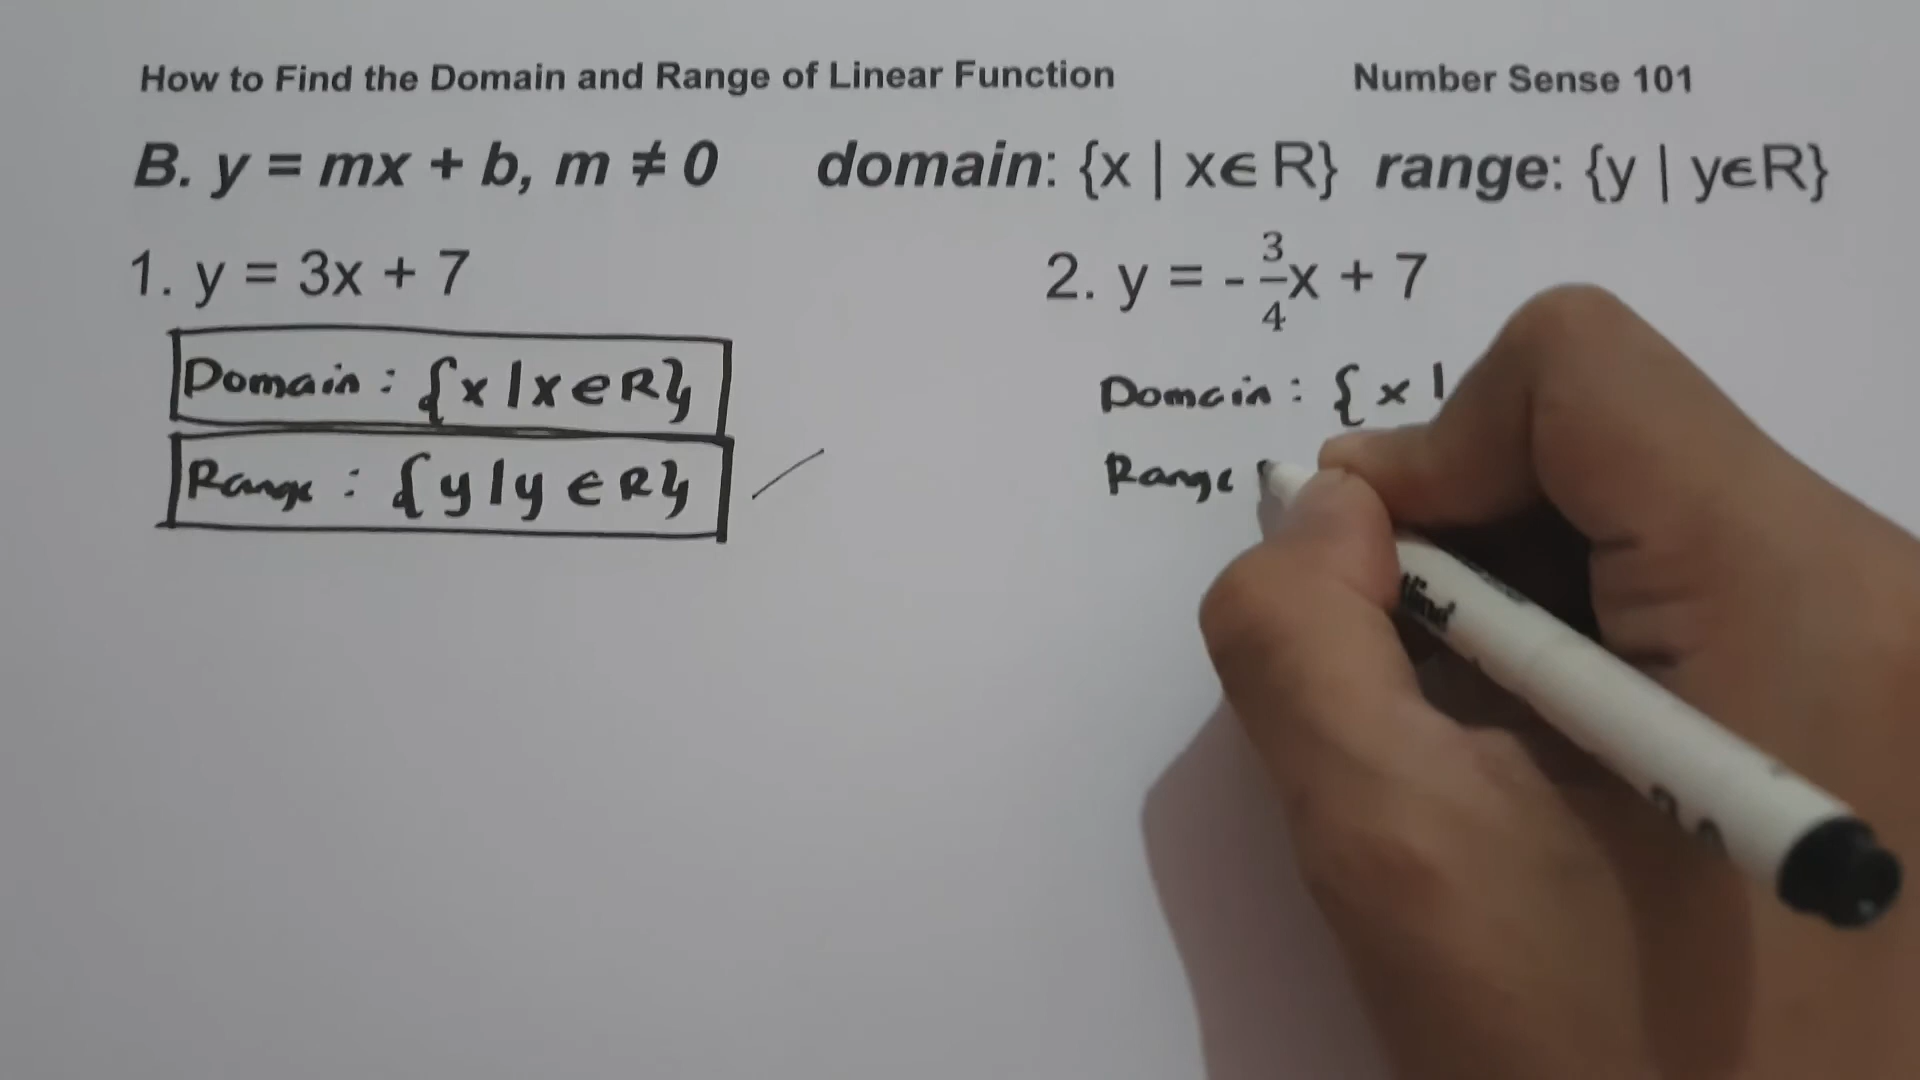 How to Find the Domain and Range of Linear Function Number Sense 101
B. y = mx + b, m ≠ 0 domain: {x | x∈R} range: {y | y∈R}
1. y = 3x + 7
2. y = - 3/4x + 7
Domain : {x | x ∈ R}
Range : {y | y ∈ R}
Domain : { x |
Range